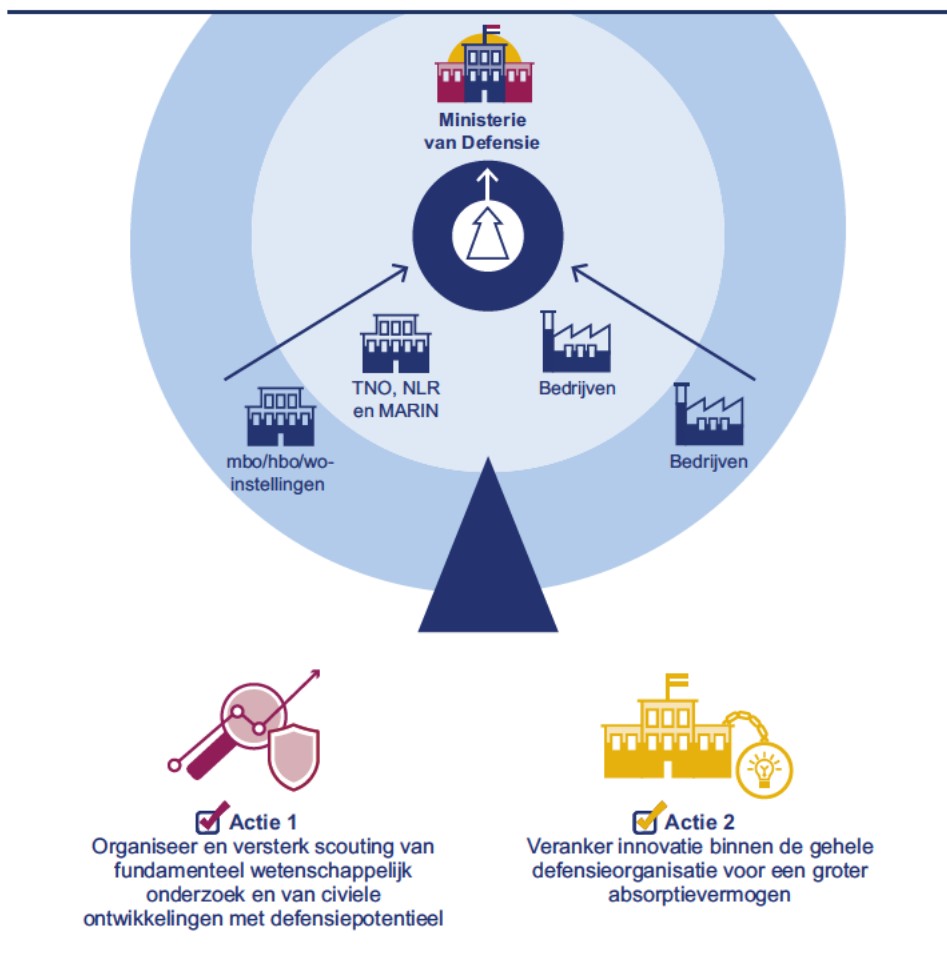 Ministerie
van Defensie
TNO, NLR
en MARIN
Bedrijven
mbo/hbo/wo-
instellingen
Bedrijven
Actie 1
Organiseer en versterk scouting van
fundamenteel wetenschappelijk
onderzoek en van civiele
ontwikkelingen met defensiepotentieel
Actie 2
Veranker innovatie binnen de gehele
defensieorganisatie voor een groter
absorptievermogen